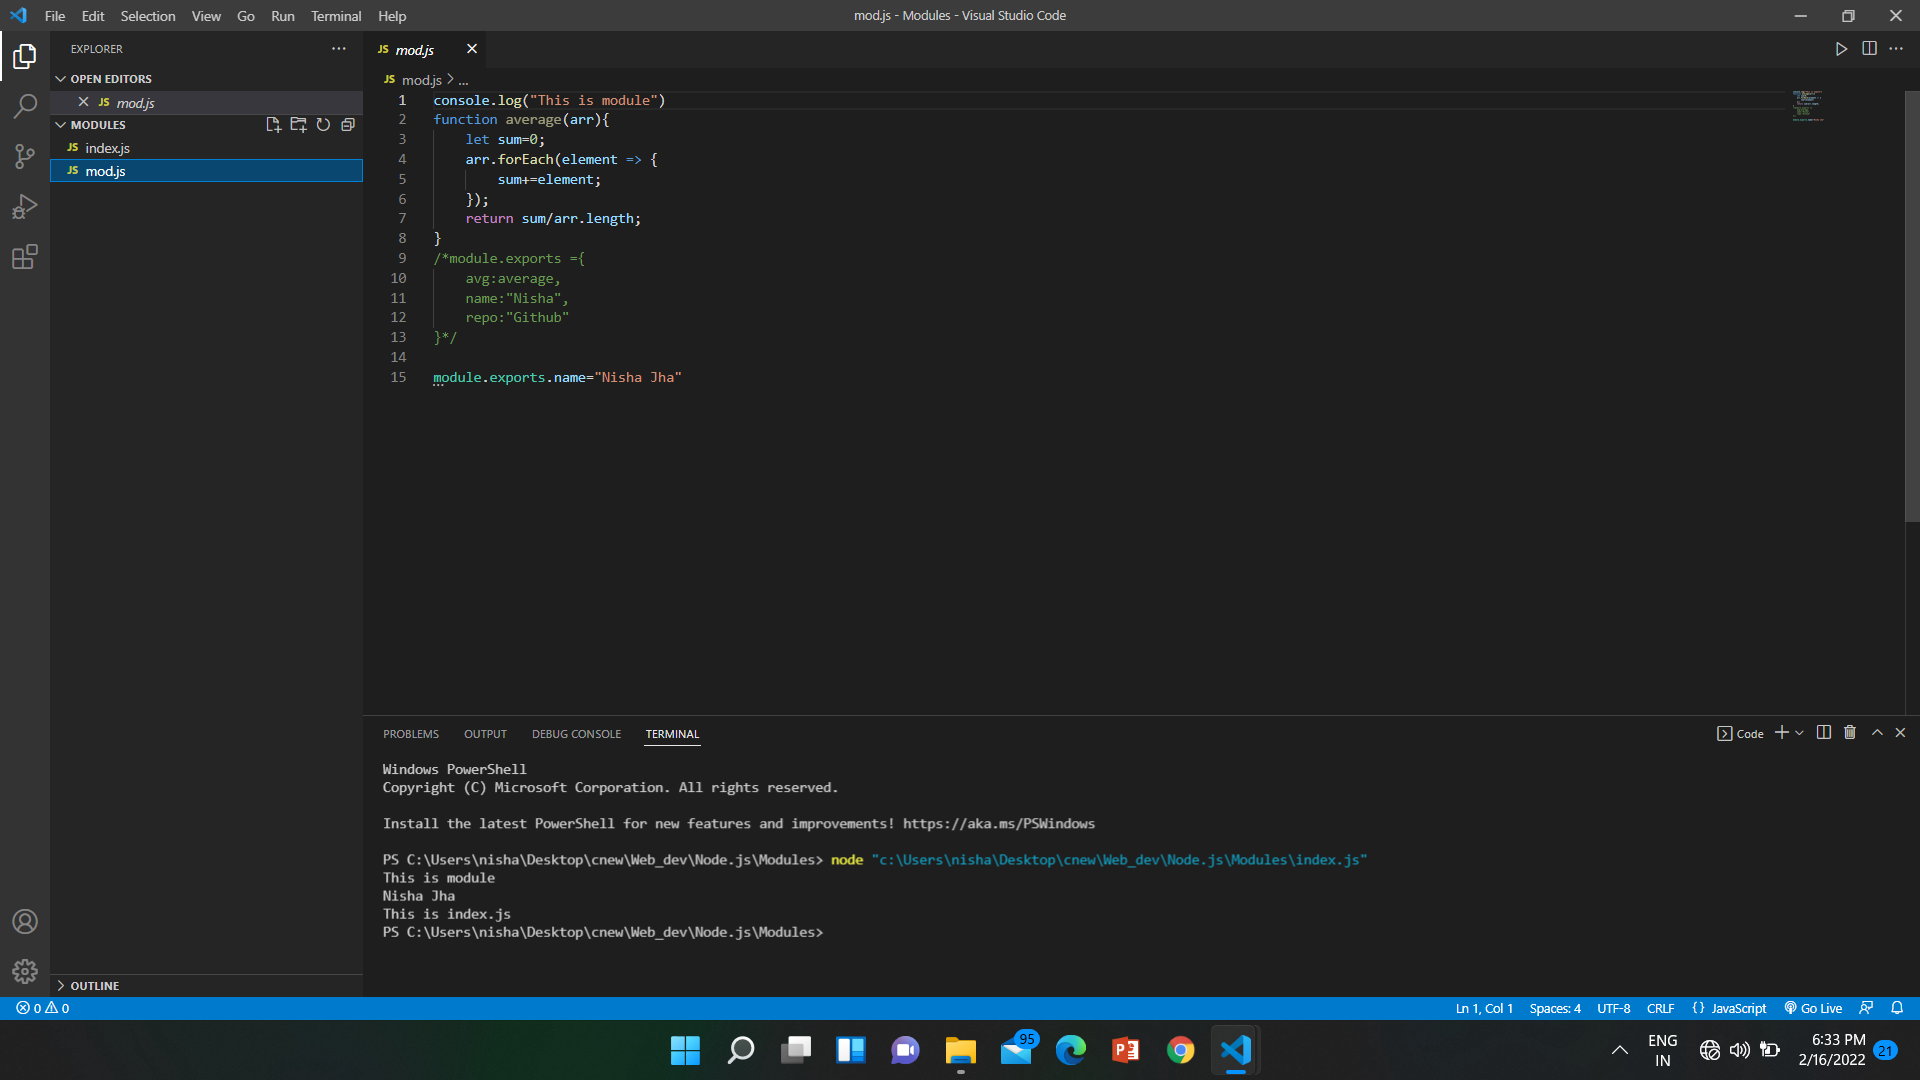 File Edit Selection View Go Run Terminal Help
mod.js - Modules - Visual Studio Code
EXPLORER
OPEN EDITORS
JS mod.js
MODULES
JS index.js
JS mod.js
OUTLINE
JS mod.js
JS mod.js > ...
1 console.log("This is module")
2 function average(arr){
3 let sum=0;
4 arr.forEach(element => {
5 sum+=element;
6 });
7 return sum/arr.length;
8 }
9 /*module.exports ={
10 avg:average,
11 name:"Nisha",
12 repo:"Github"
13 }*/
14
15 module.exports.name="Nisha Jha"
PROBLEMS OUTPUT DEBUG CONSOLE TERMINAL
Code
Windows PowerShell
Copyright (C) Microsoft Corporation. All rights reserved.
Install the latest PowerShell for new features and improvements! https://aka.ms/PSWindows
PS C:\Users\nisha\Desktop\cnew\Web_dev\Node.js\Modules> node "c:\Users\nisha\Desktop\cnew\Web_dev\Node.js\Modules\index.js"
This is module
Nisha Jha
This is index.js
PS C:\Users\nisha\Desktop\cnew\Web_dev\Node.js\Modules>
0 0
Ln 1, Col 1 Spaces: 4 UTF-8 CRLF {} JavaScript Go Live
95
ENG
IN
6:33 PM
2/16/2022
21